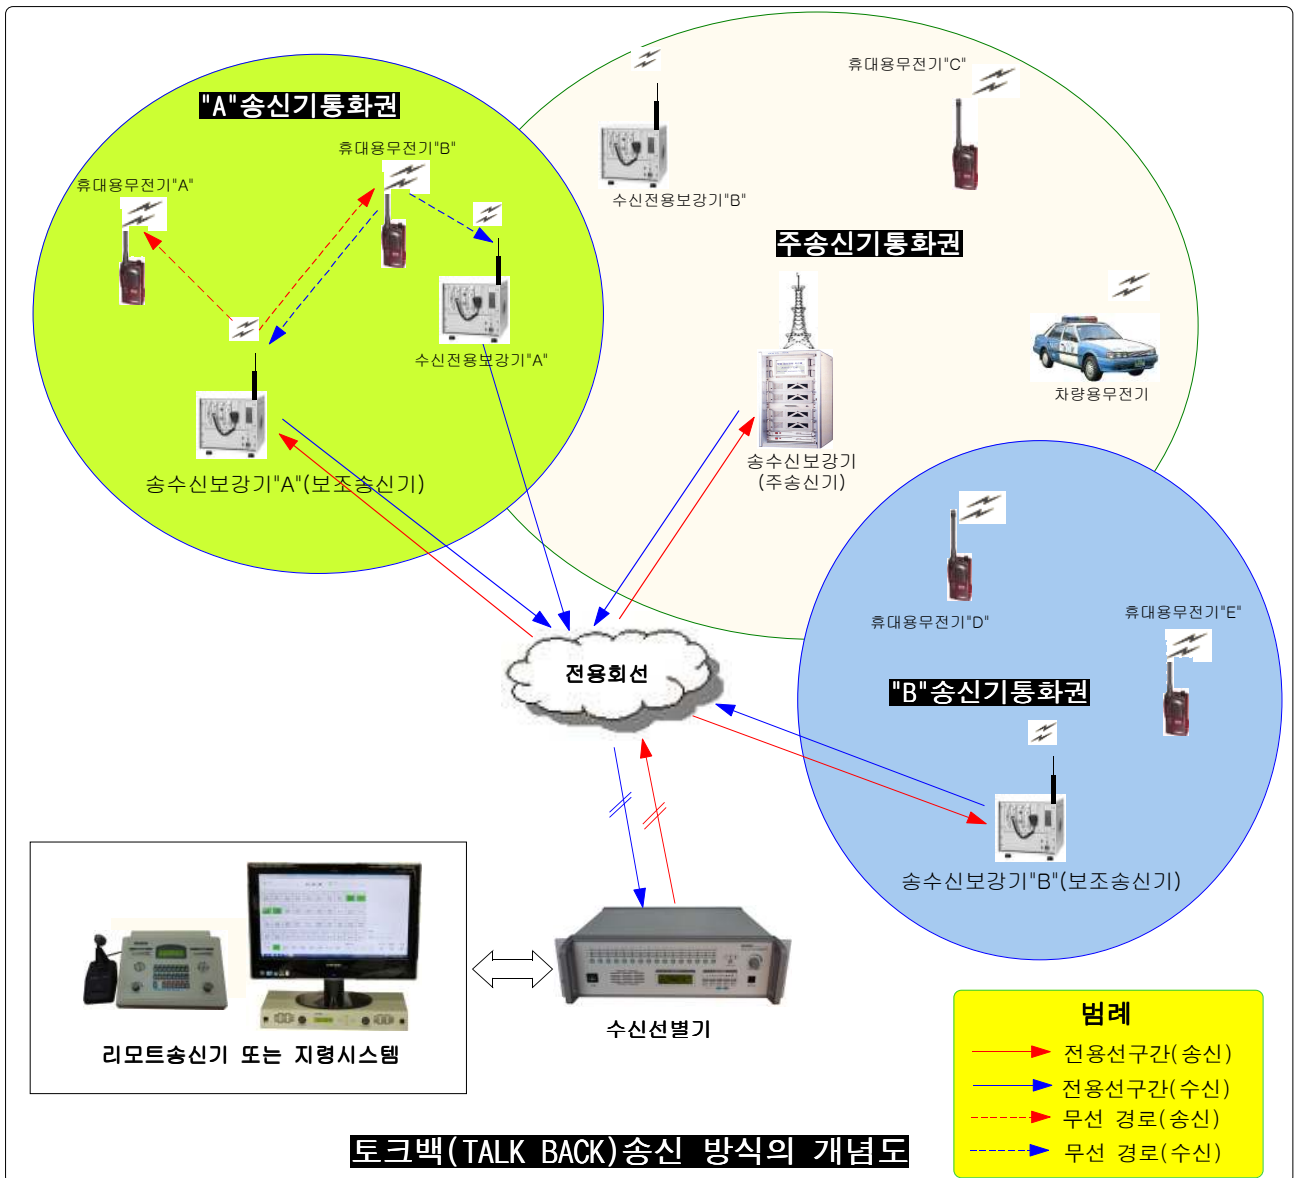 "A"송신기통화권
휴대용무전기"B"
휴대용무전기"A"
수신전용보강기"A"
송수신보강기"A"(보조송신기)
휴대용무전기"C"
수신전용보강기"B"
주송신기통화권
차량용무전기
송수신보강기
(주송신기)
전용회선
휴대용무전기"D"
휴대용무전기"E"
"B"송신기통화권
송수신보강기"B"(보조송신기)
수신선별기
리모트송신기 또는 지령시스템
범례
전용선구간(송신)
전용선구간(수신)
무선 경로(송신)
무선 경로(수신)
토크백(TALK BACK)송신 방식의 개념도